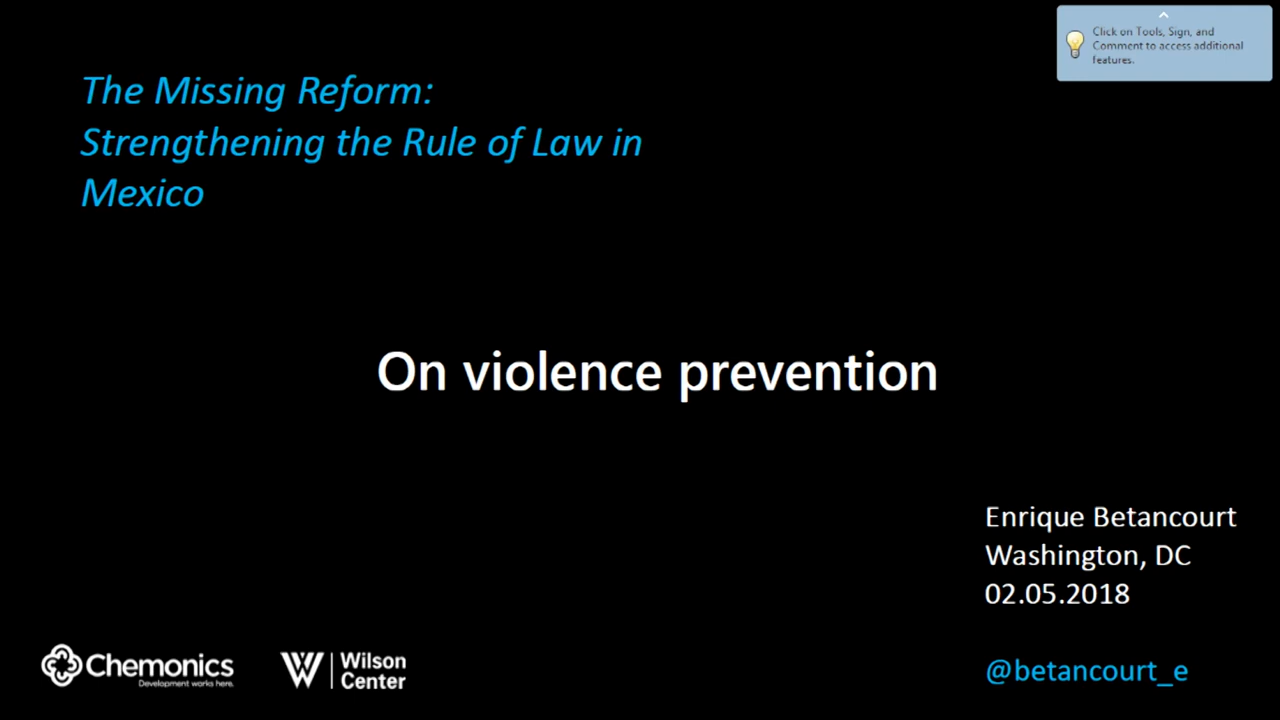 Click on Tools, Sign, and
Comment to access additional
features.
The Missing Reform:
Strengthening the Rule of Law in
Mexico
On violence prevention
Enrique Betancourt
Washington, DC
02.05.2018
@betancourt_e
Chemonics
Development works here.
Wilson
Center